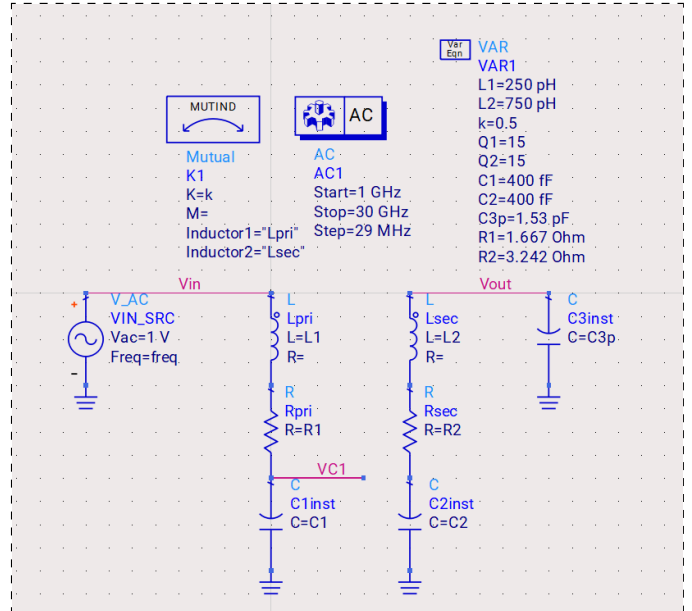 Var
Eqn
VAR
VAR1
L1=250 pH
L2=750 pH
k=0.5
Q1=15
Q2=15
C1=400 fF
C2=400 fF
C3p=1.53 pF
R1=1.667 Ohm
R2=3.242 Ohm
MUTIND
Mutual
K1
K=k
M=
Inductor1="Lpri"
Inductor2="Lsec"
AC
AC
AC1
Start=1 GHz
Stop=30 GHz
Step=29 MHz
Vin
+
V_AC
VIN_SRC
Vac=1 V
Freq=freq
−
L
Lpri
L=L1
R=
R
Rpri
R=R1
VC1
C
C1inst
C=C1
L
Lsec
L=L2
R=
R
Rsec
R=R2
C
C2inst
C=C2
Vout
C
C3inst
C=C3p